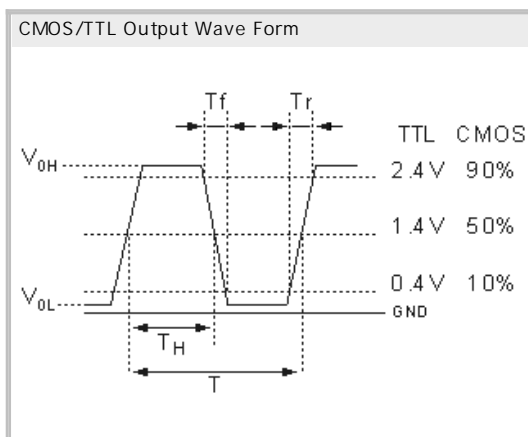 CMOS/TTL Output Wave Form
Tf Tr
TTL CMOS
V0H 2.4V 90%
1.4V 50%
0.4V 10%
V0L GND
TH
T